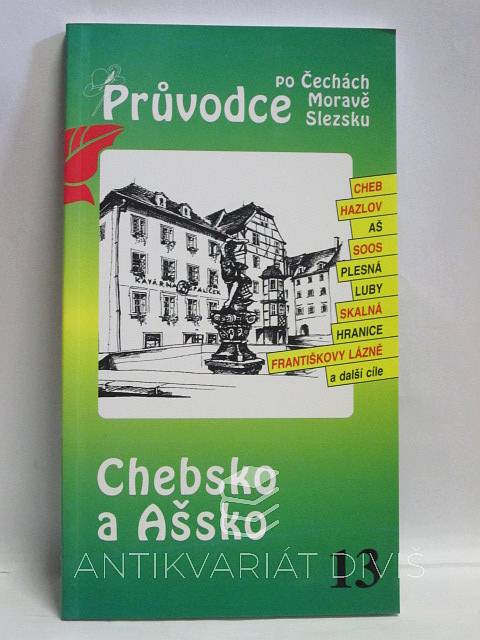 Průvodce
po Čechách
Moravě
Slezsku
CHEB
HAZLOV
AŠ
SOOS
PLESNÁ
LUBY
SKALNÁ
HRANICE
FRANTIŠKOVY LÁZNĚ
a další cíle
KAVÁRNA
Chebsko
a Ašsko
13
ANTIKVARIÁT DIVIŠ